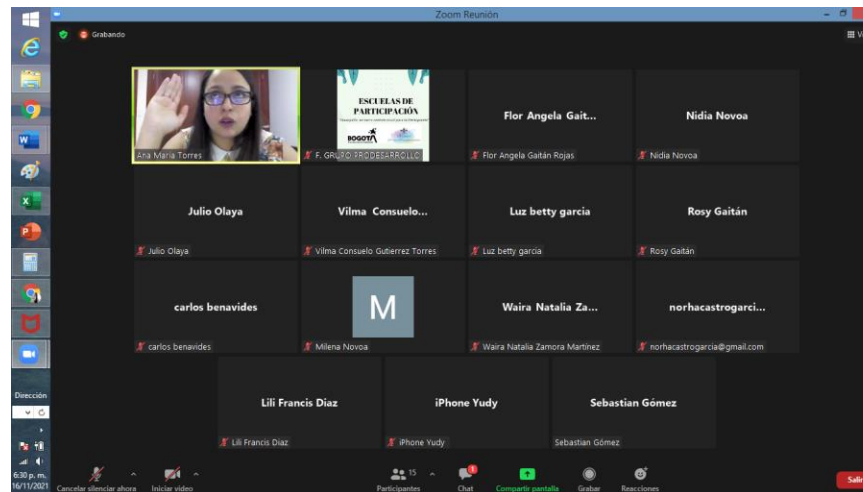 Zoom Reunión
Grabando
Ana Maria Torres
ESCUELAS DE
PARTICIPACIÓN
BOGOTÁ
F. GRUPO PRODESARROLLO
Flor Angela Gait...
Flor Angela Gaitán Rojas
Nidia Novoa
Nidia Novoa
Julio Olaya
Julio Olaya
Vilma Consuelo...
Vilma Consuelo Gutierrez Torres
Luz betty garcia
Luz betty garcia
Rosy Gaitán
Rosy Gaitán
carlos benavides
carlos benavides
M
Milena Novoa
Waira Natalia Za...
Waira Natalia Zamora Martínez
norhacastrogarci...
norhacastrogarcia@gmail.com
Lili Francis Diaz
Lili Francis Diaz
iPhone Yudy
iPhone Yudy
Sebastian Gómez
Sebastian Gómez
Dirección
6:30 p. m.
16/11/2021
Cancelar silenciar ahora
Iniciar video
15
Participantes
1
Chat
Compartir pantalla
Grabar
Reacciones
Salir